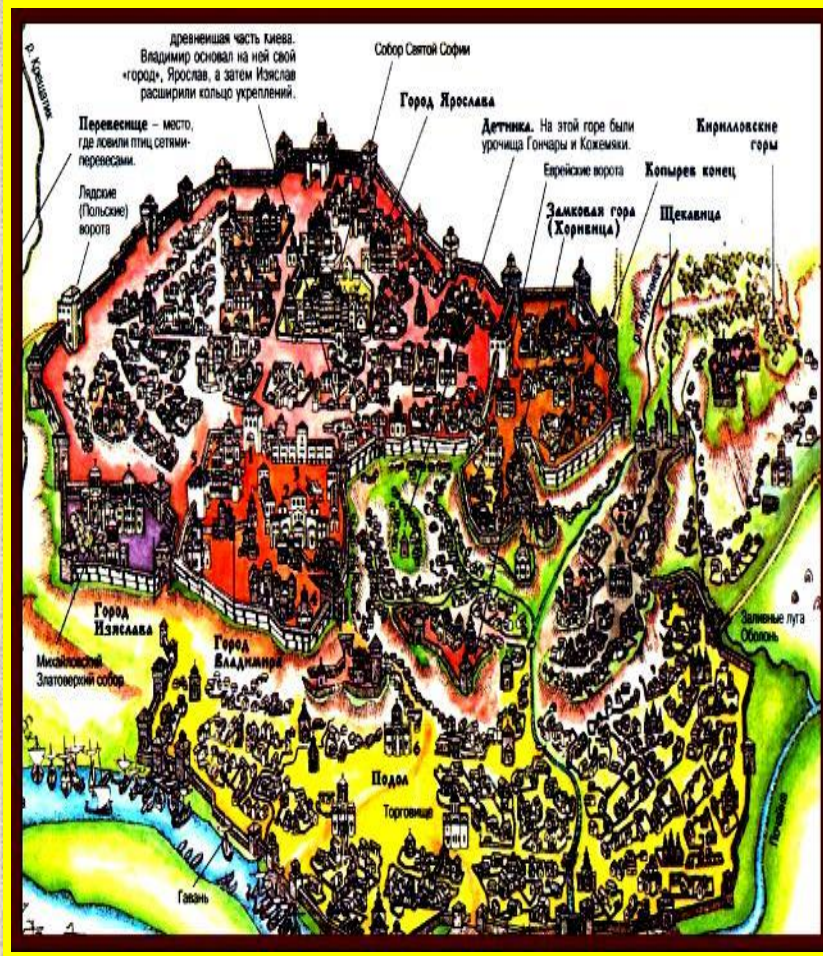 р. Крещатик
древнейшая часть Киева.
Владимир основал на ней свой
«город», Ярослав, а затем Изяслав
расширили кольцо укреплений.
Собор Святой Софии
Город Ярослава
Перевесище – место,
где ловили птиц сетями-
перевесами.
Лядские
(Польские)
ворота
Детинка. На этой горе были
урочища Гончары и Кожемяки.
Еврейские ворота
Замковая гора
(Хоривица)
Копырев конец
Щекавица
Кирилловские
горы
Город
Изяслава
Михайловский
Златоверхий собор
Город
Владимира
Заливные луга
Оболонь
6
Подол
Торговище
Гавань
Почайна